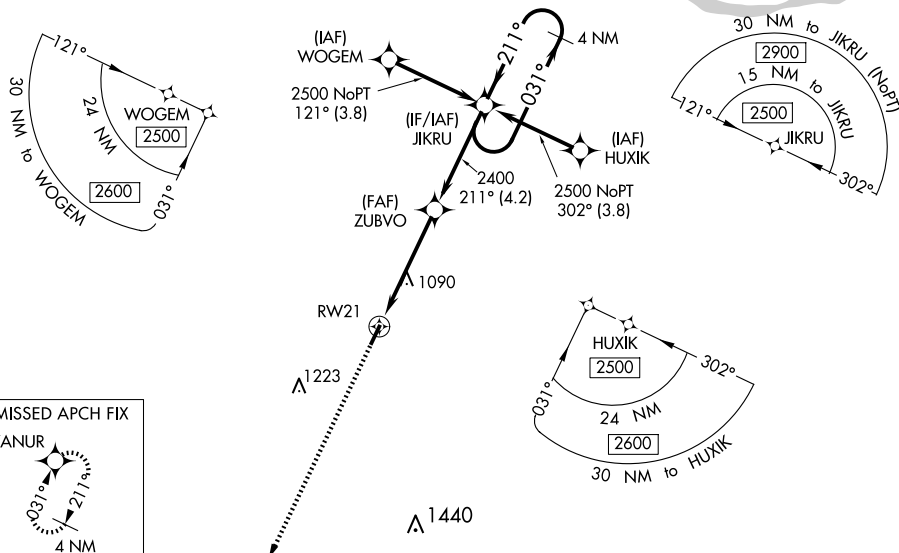 121°
30 NM to WOGEM
24 NM
WOGEM
2500
2600
031°
(IAF)
WOGEM
2500 NoPT
121° (3.8)
211°
031°
4 NM
(IF/IAF)
JIKRU
(IAF)
HUXIK
2500 NoPT
302° (3.8)
2400
211° (4.2)
(FAF)
ZUBVO
1090
RW21
1223
1440
30 NM to JIKRU (NoPT)
2900
15 NM to JIKRU
2500
121°
JIKRU
302°
HUXIK
2500
302°
031°
24 NM
2600
30 NM to HUXIK
MISSED APCH FIX
ANUR
031°
211°
4 NM